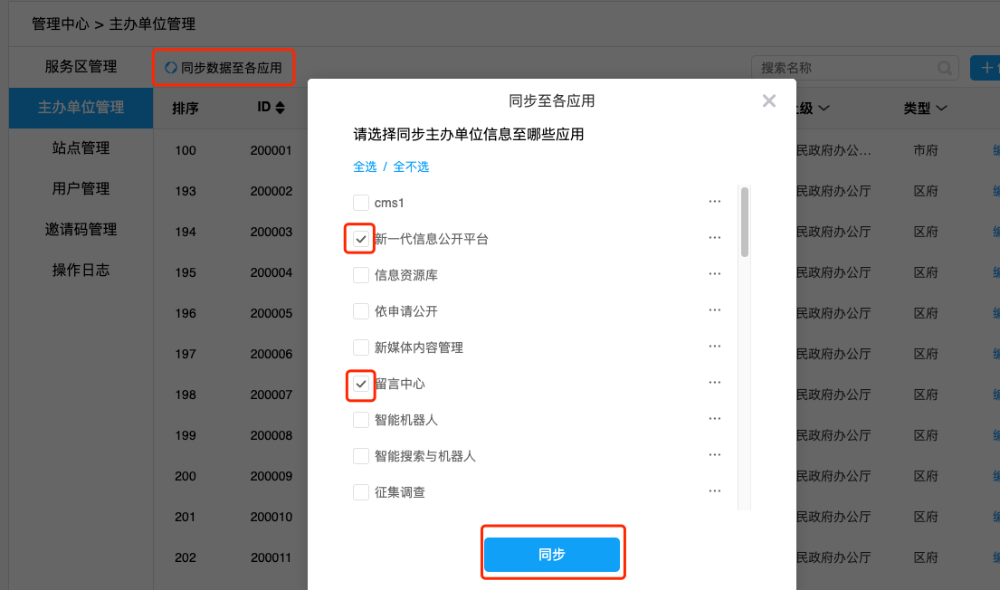 管理中心 > 主办单位管理
服务区管理
同步数据至各应用
搜索名称
主办单位管理
排序
ID
类型
站点管理
用户管理
邀请码管理
操作日志
同步至各应用
请选择同步主办单位信息至哪些应用
全选 / 全不选
cms1 ...
新一代信息公开平台 ...
信息资源库 ...
依申请公开 ...
新媒体内容管理 ...
留言中心 ...
智能机器人 ...
智能搜索与机器人 ...
征集调查 ...
同步
100 200001 民政府办公... 市府
193 200002 民政府办公厅 区府
194 200003 民政府办公厅 区府
195 200004 民政府办公厅 区府
196 200005 民政府办公厅 区府
197 200006 民政府办公厅 区府
198 200007 民政府办公厅 区府
199 200008 民政府办公厅 区府
200 200009 民政府办公厅 区府
201 200010 民政府办公厅 区府
202 200011 民政府办公厅 区府